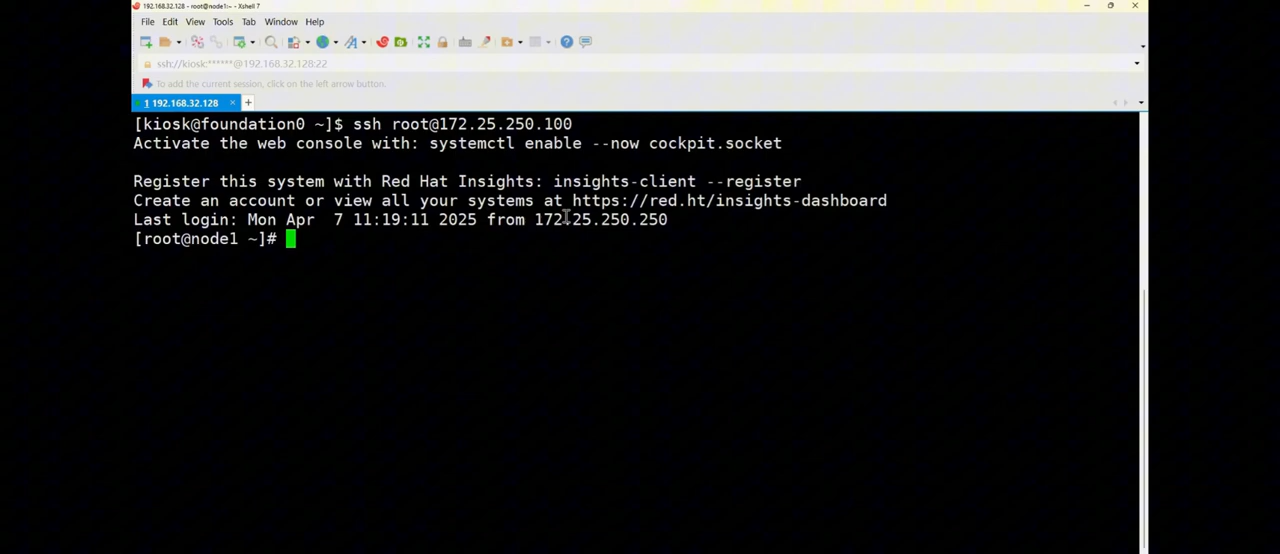 192.168.32.128 - root@node1:~ - Xshell 7
File Edit View Tools Tab Window Help
ssh://kiosk:******@192.168.32.128:22
To add the current session, click on the left arrow button.
1 192.168.32.128
[kiosk@foundation0 ~]$ ssh root@172.25.250.100
Activate the web console with: systemctl enable --now cockpit.socket
Register this system with Red Hat Insights: insights-client --register
Create an account or view all your systems at https://red.ht/insights-dashboard
Last login: Mon Apr  7 11:19:11 2025 from 172.25.250.250
[root@node1 ~]#